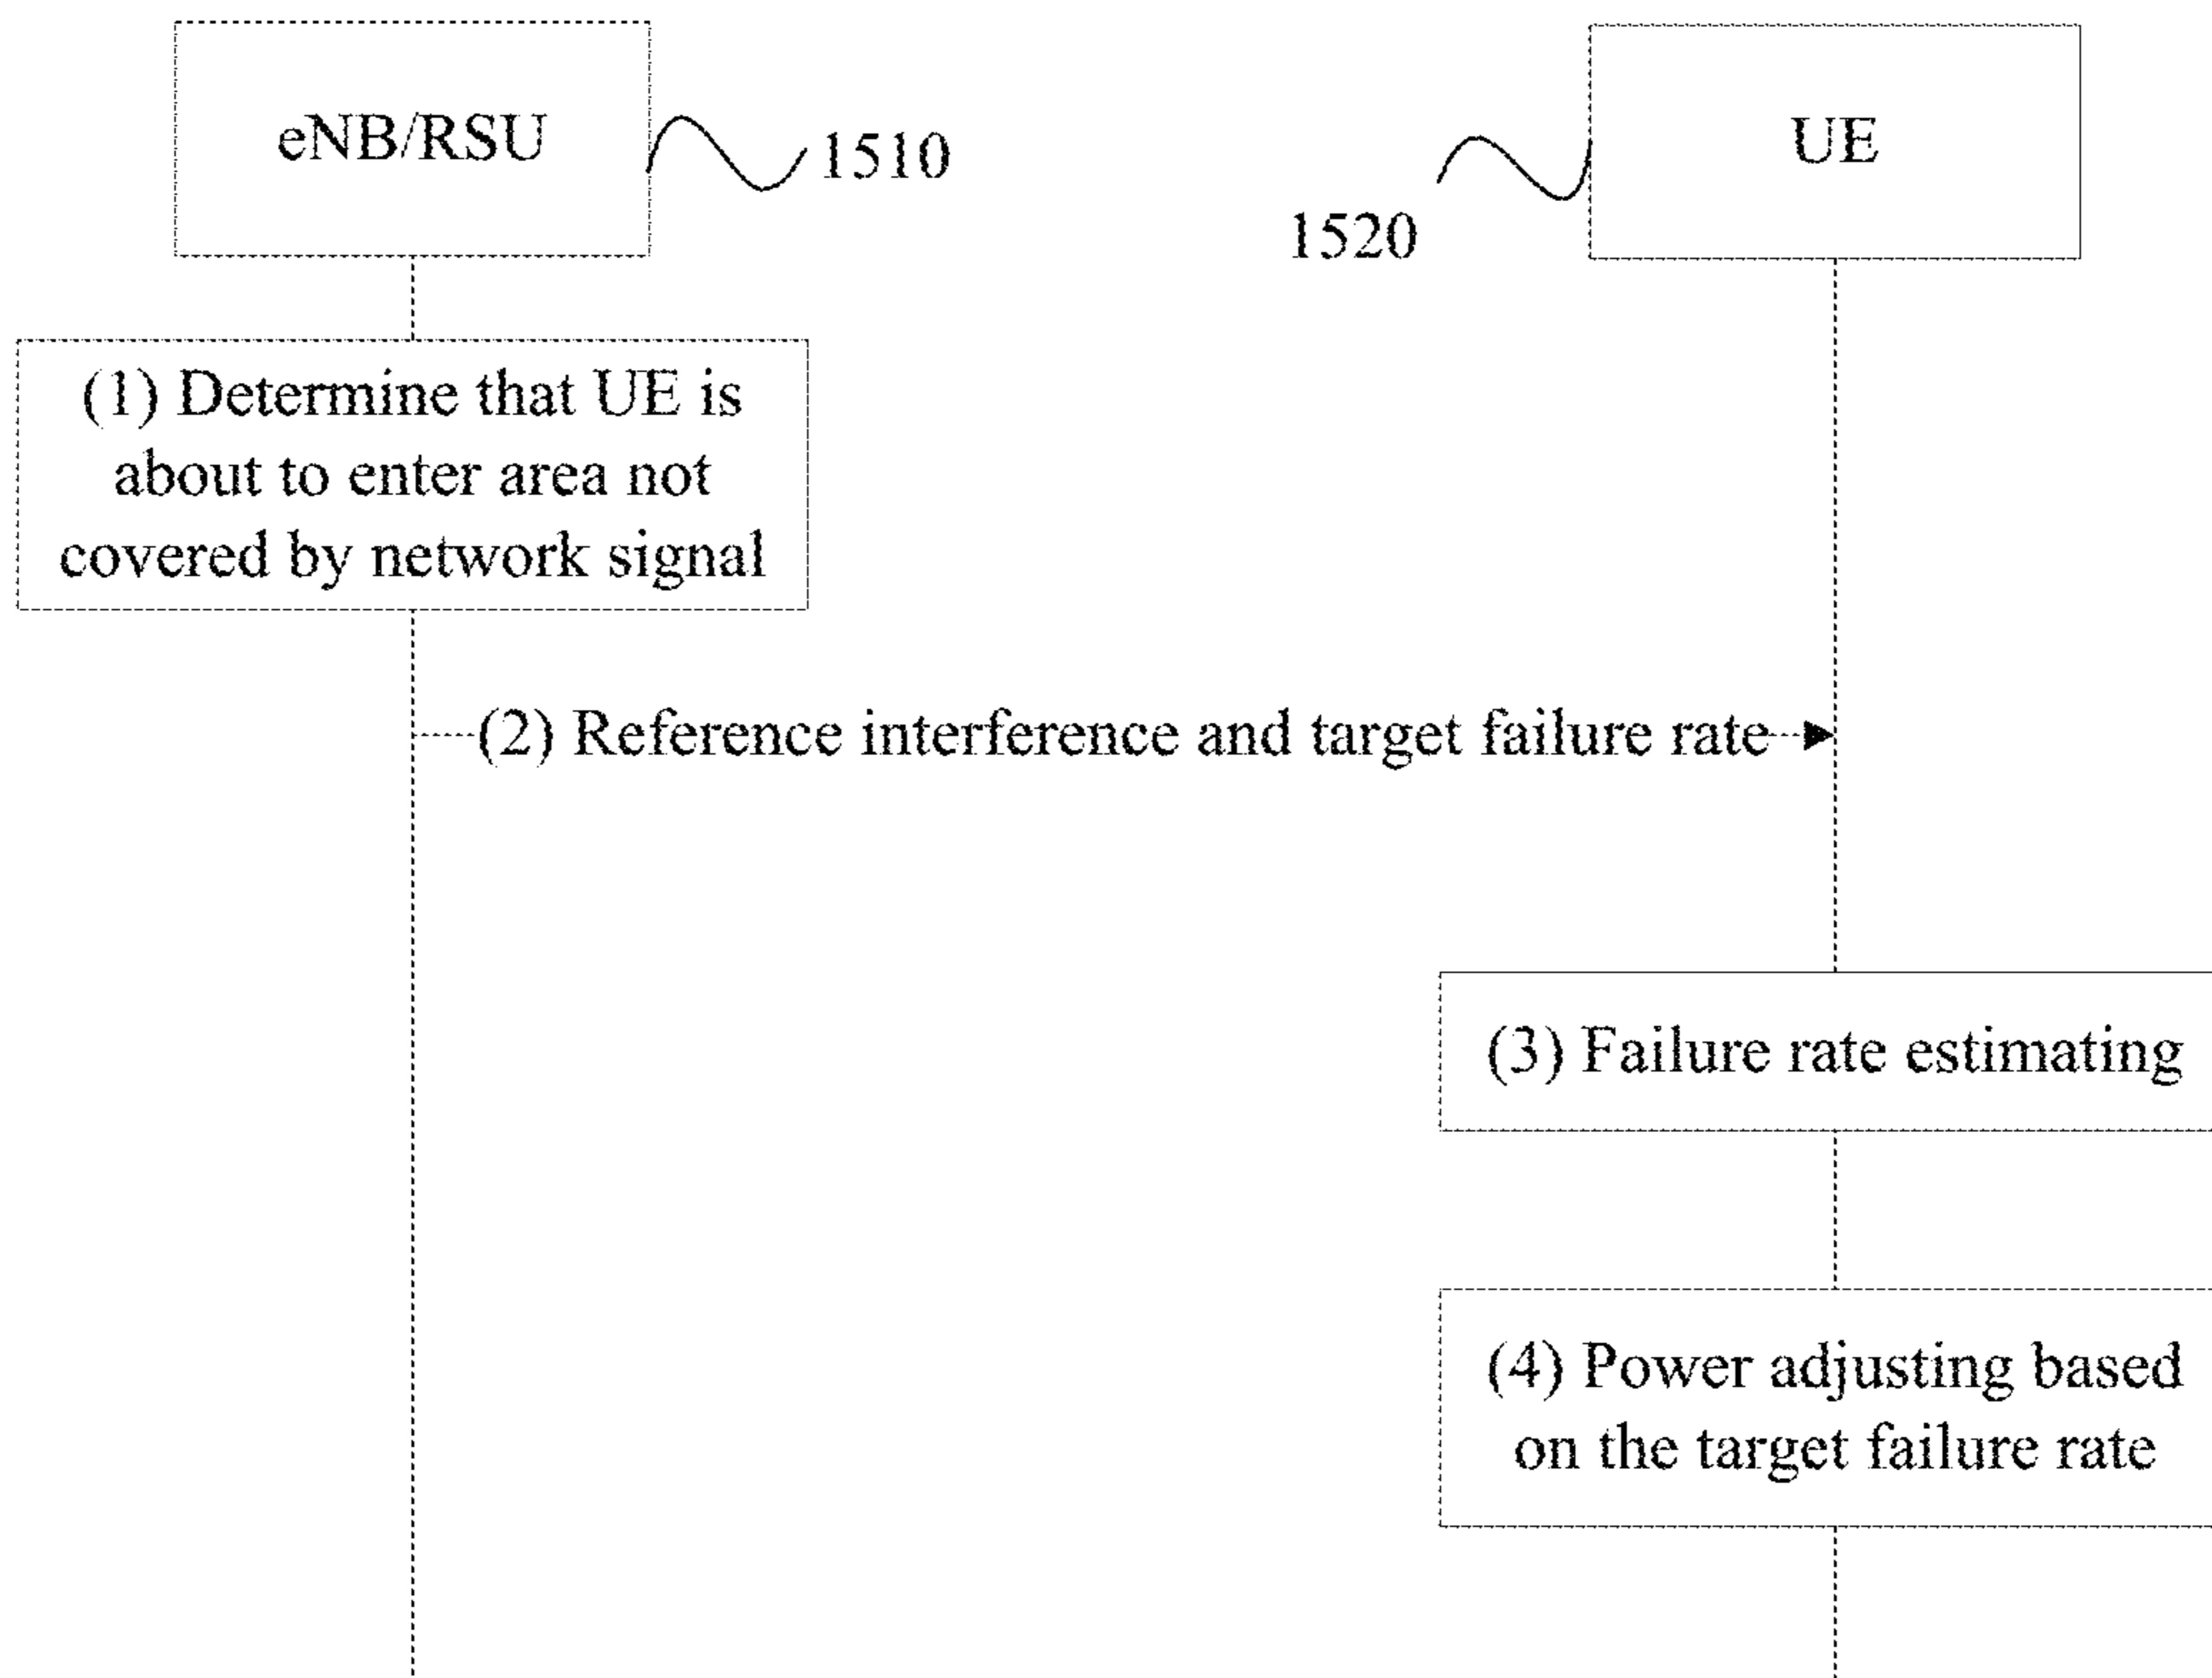 eNB/RSU
1510
UE
1520
(1) Determine that UE is
about to enter area not
covered by network signal
(2) Reference interference and target failure rate
(3) Failure rate estimating
(4) Power adjusting based
on the target failure rate